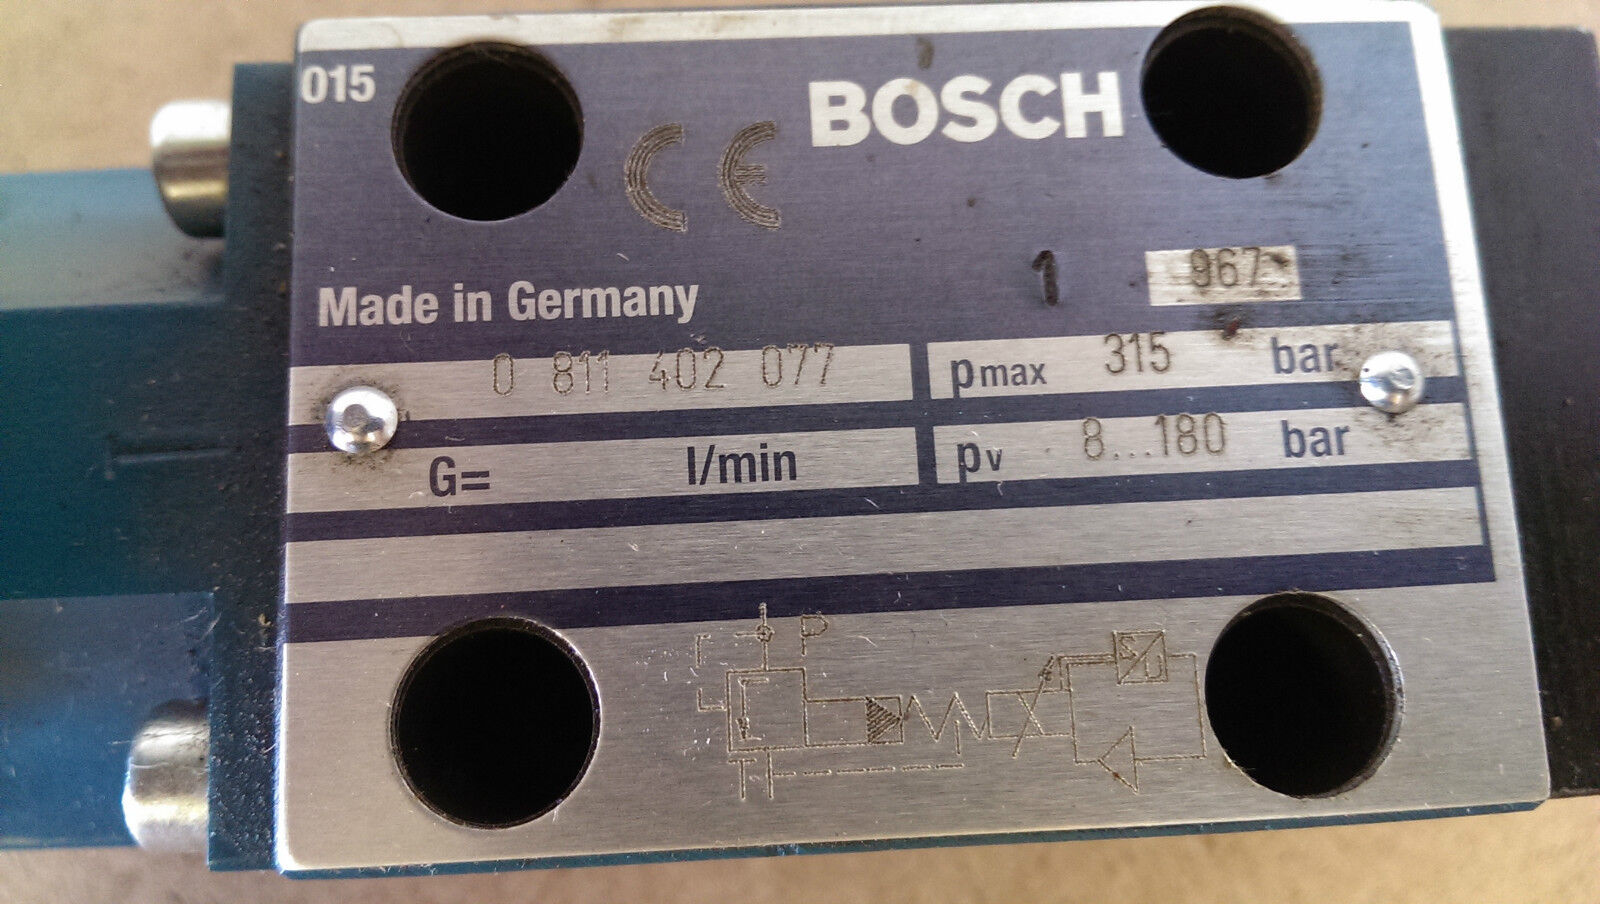 015
CE BOSCH
1 967
Made in Germany
0 811 402 077
pmax 315 bar
G= l/min
pv 8...180 bar
P
S
U
T